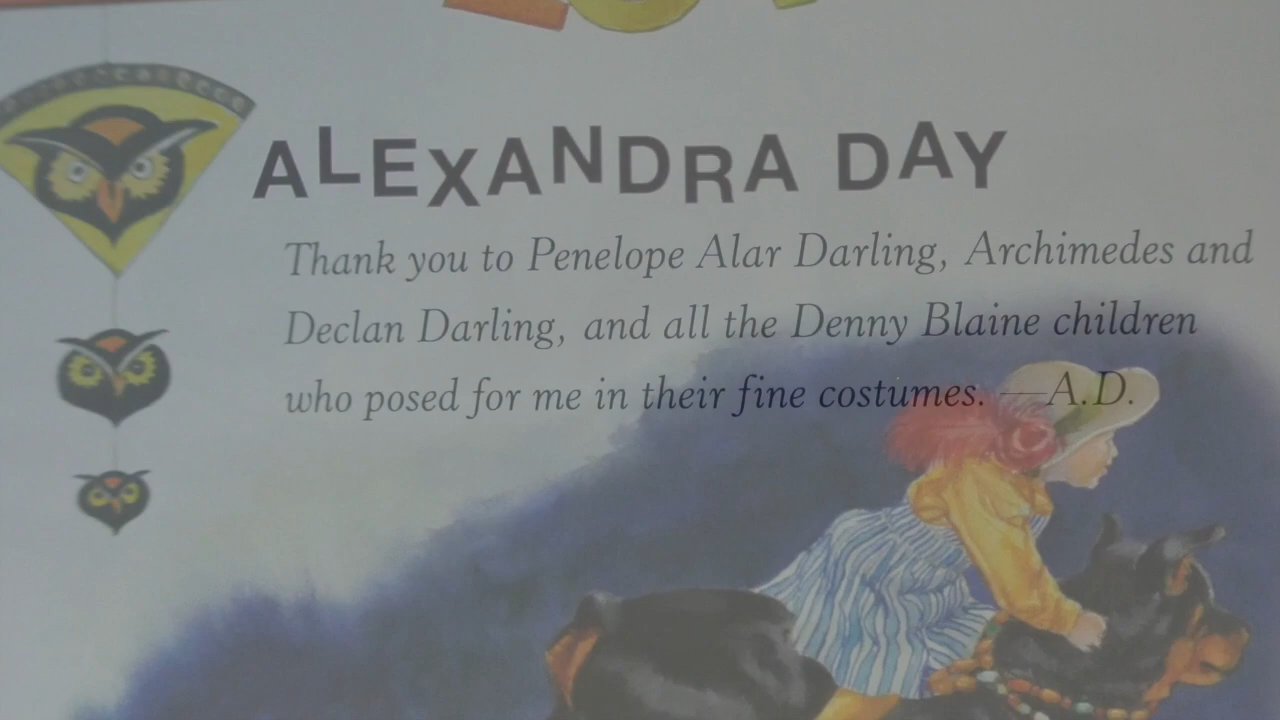 ALEXANDRA DAY
Thank you to Penelope Alar Darling, Archimedes and
Declan Darling, and all the Denny Blaine children
who posed for me in their fine costumes. —A.D.